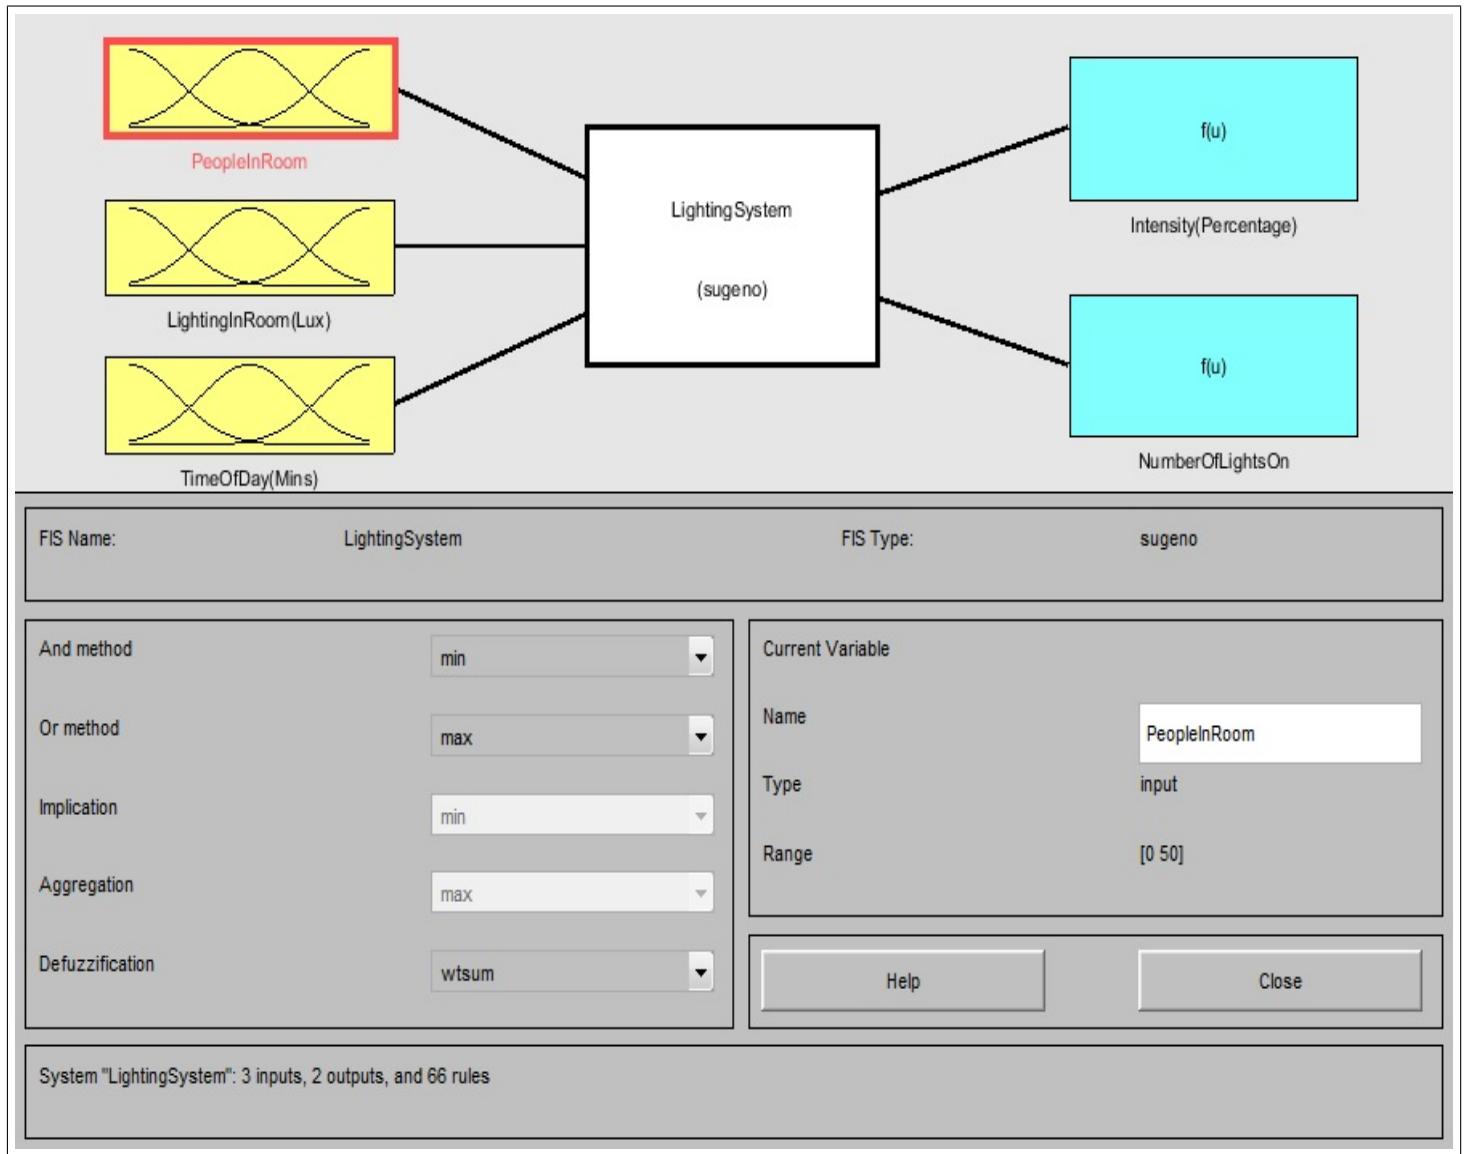 PeopleInRoom
LightingInRoom(Lux)
TimeOfDay(Mins)
LightingSystem
(sugeno)
f(u)
Intensity(Percentage)
f(u)
NumberOfLightsOn
FIS Name: LightingSystem FIS Type: sugeno
And method min
Or method max
Implication min
Aggregation max
Defuzzification wtsum
Current Variable
Name PeopleInRoom
Type input
Range [0 50]
Help Close
System "LightingSystem": 3 inputs, 2 outputs, and 66 rules